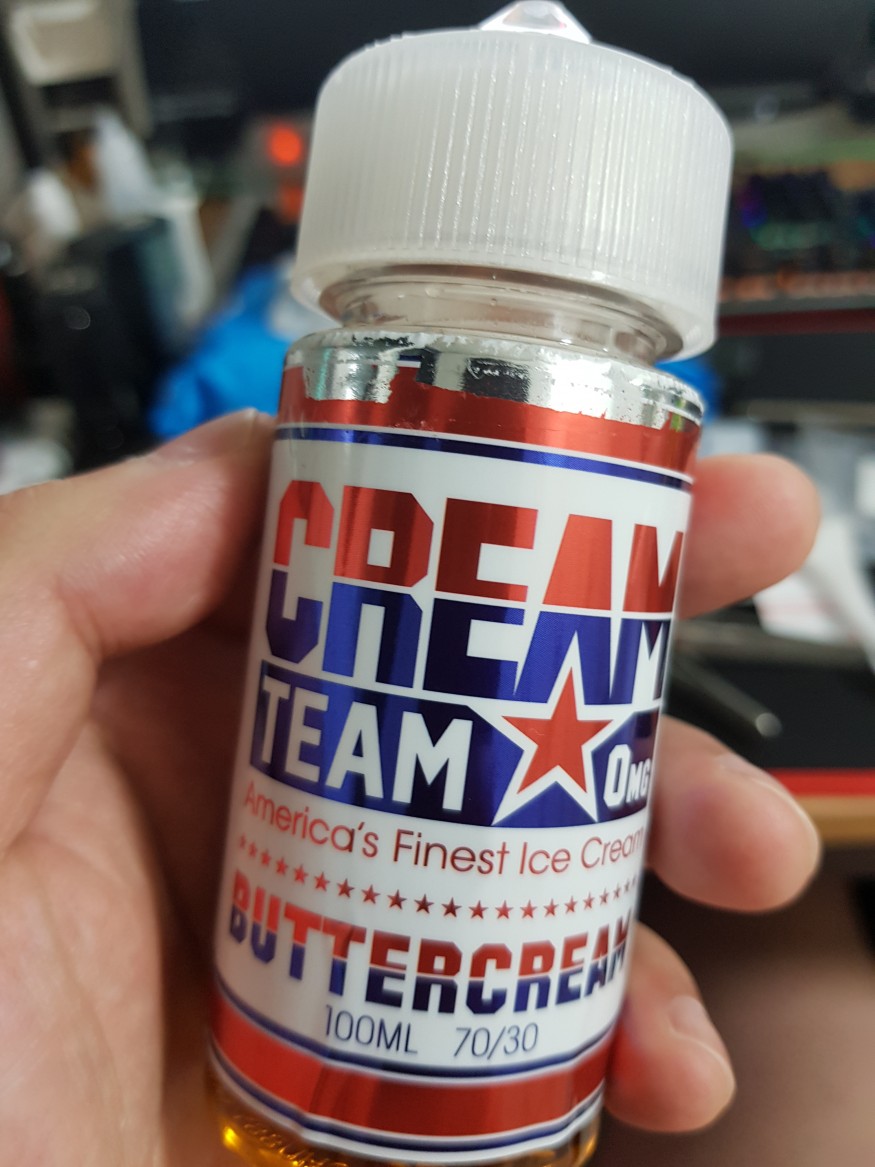 CREAM
TEAM 0MG
America's Finest Ice Cream
BUTTERCREAM
100ML 70/30